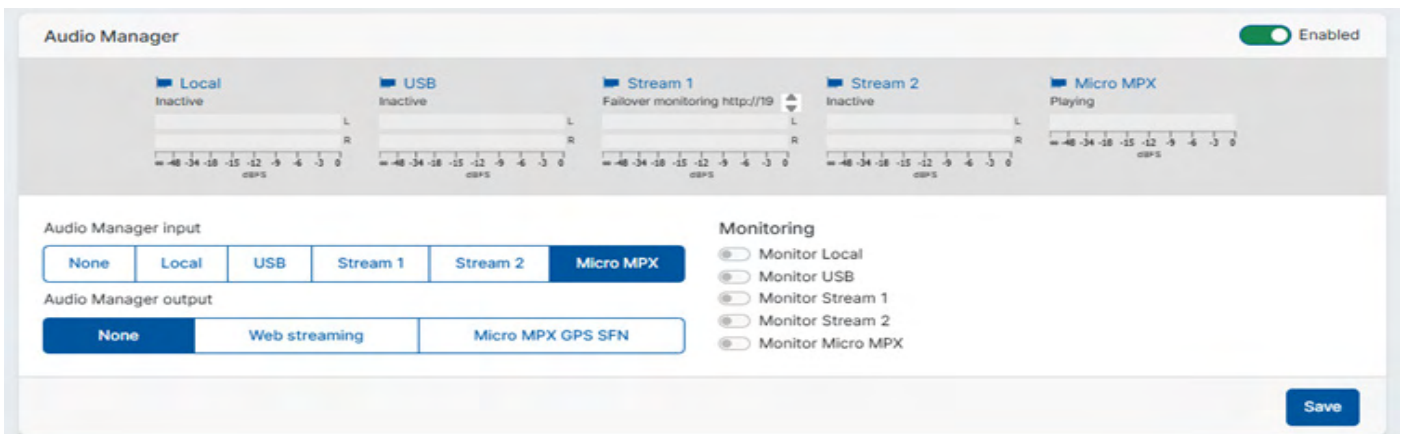 Audio Manager
Enabled
Local
Inactive
L
R
∞ -48 -34 -18 -15 -12 -9 -6 -3 0
dBFS
USB
Inactive
L
R
∞ -48 -34 -18 -15 -12 -9 -6 -3 0
dBFS
Stream 1
Failover monitoring http://19
L
R
∞ -48 -34 -18 -15 -12 -9 -6 -3 0
dBFS
Stream 2
Inactive
L
R
∞ -48 -34 -18 -15 -12 -9 -6 -3 0
dBFS
Micro MPX
Playing
∞ -48 -34 -18 -15 -12 -9 -6 -3 0
dBFS
Audio Manager input
None Local USB Stream 1 Stream 2 Micro MPX
Audio Manager output
None Web streaming Micro MPX GPS SFN
Monitoring
Monitor Local
Monitor USB
Monitor Stream 1
Monitor Stream 2
Monitor Micro MPX
Save